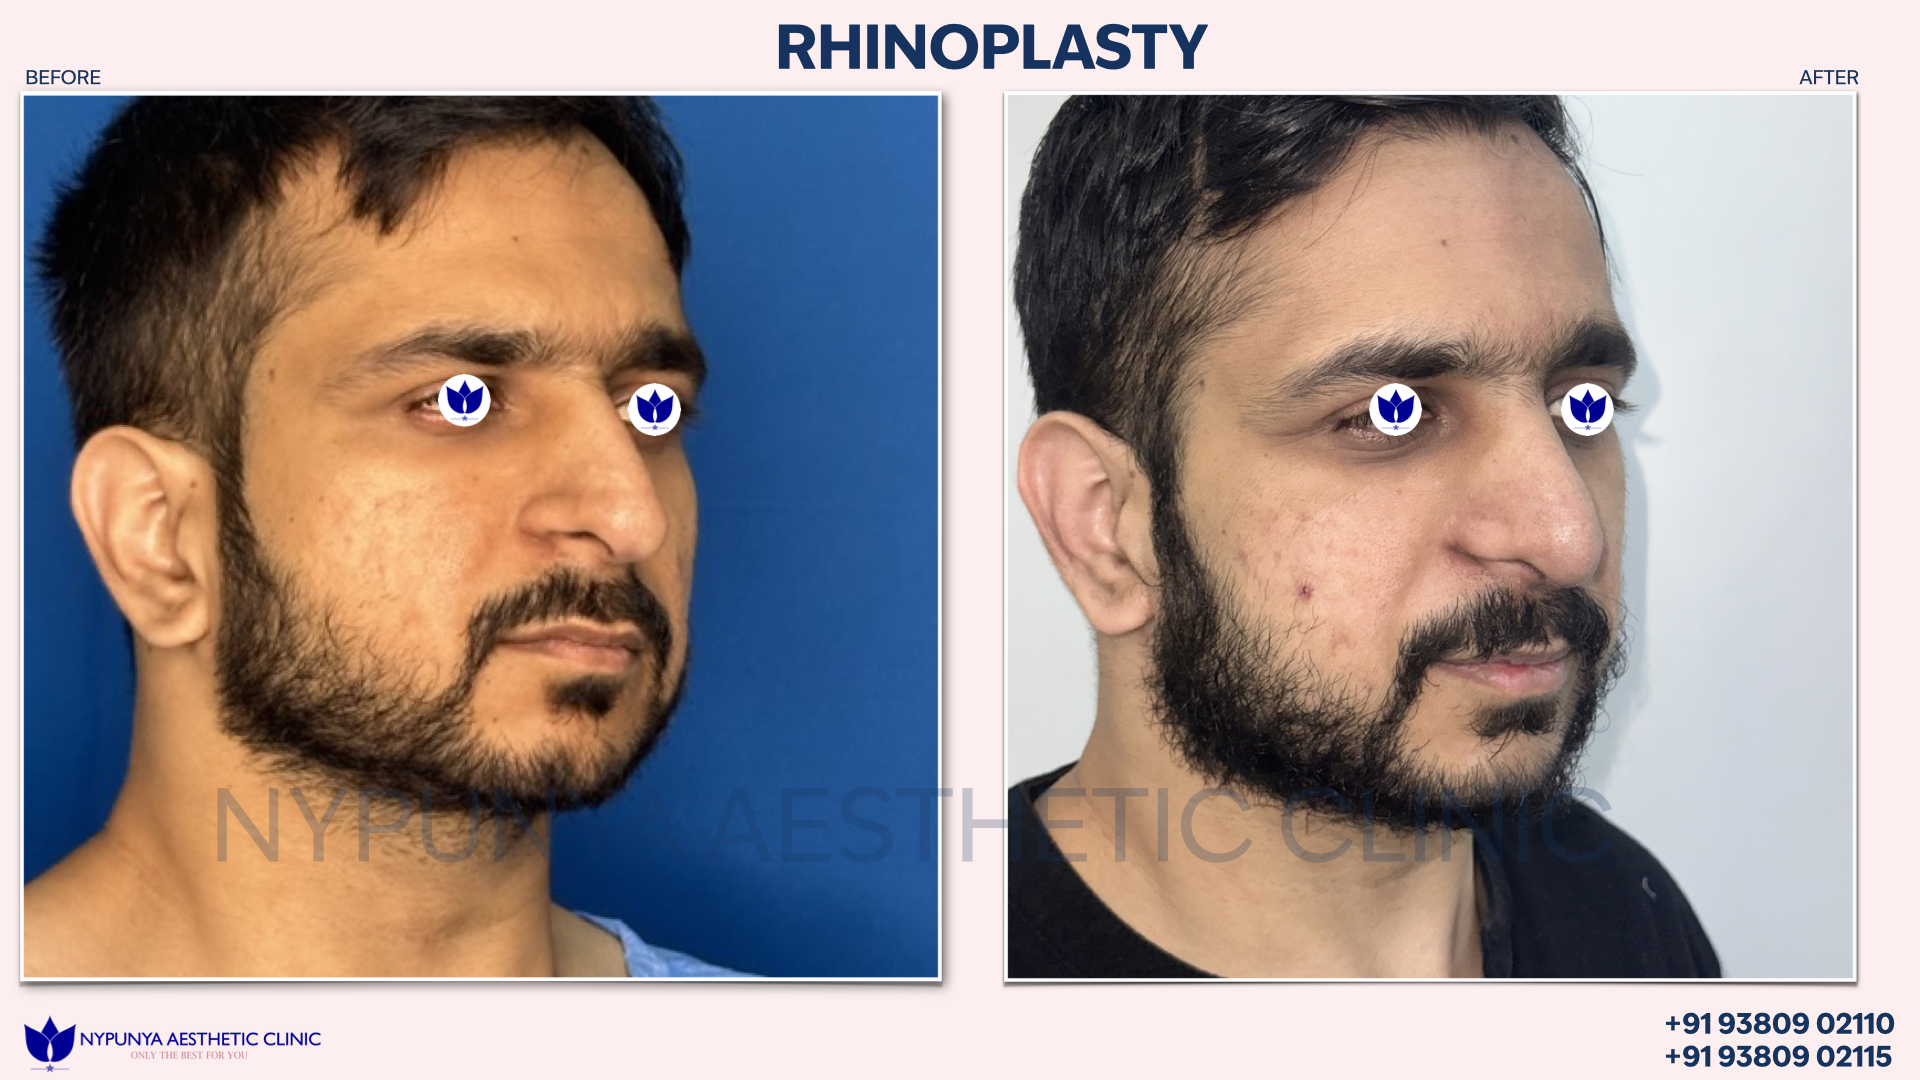 RHINOPLASTY
BEFORE
AFTER
NYPUNYA AESTHETIC CLINIC
NYPUNYA AESTHETIC CLINIC
ONLY THE BEST FOR YOU
+91 93809 02110
+91 93809 02115